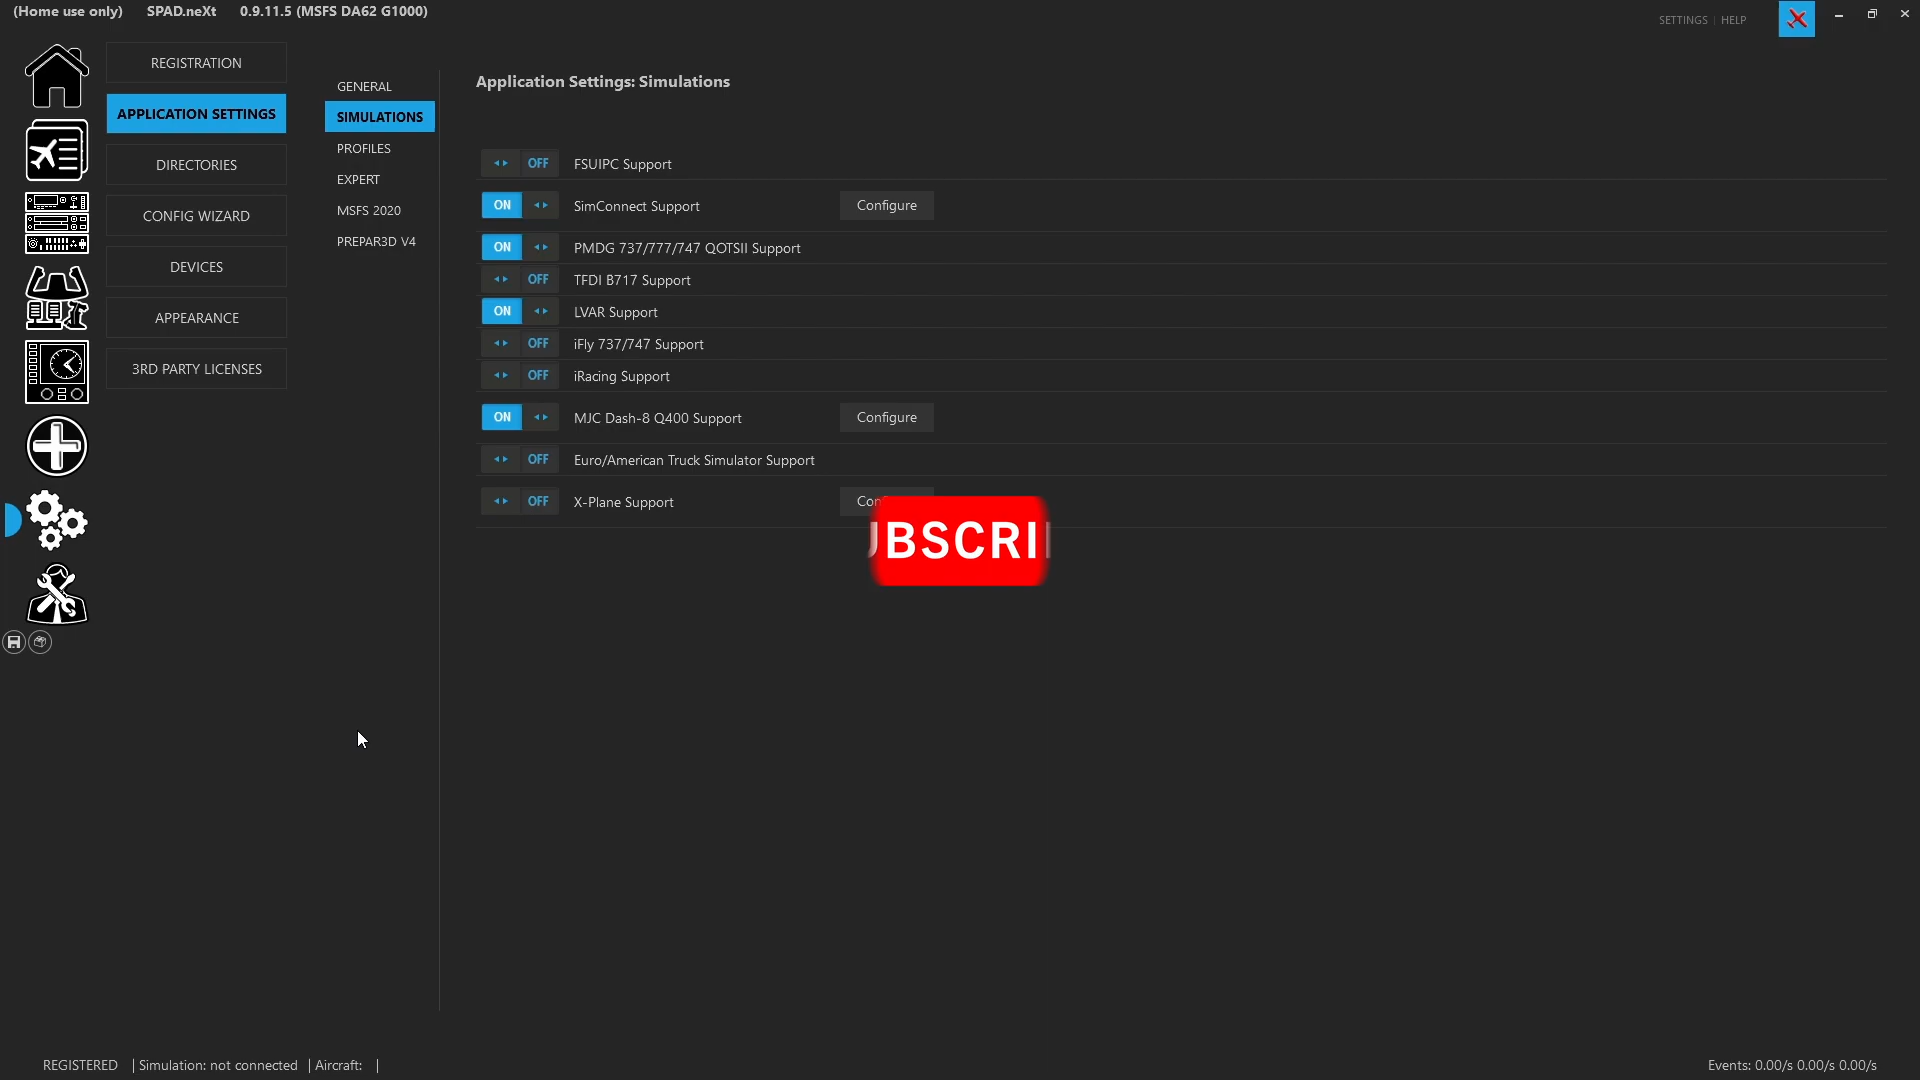 (Home use only) SPAD.neXt 0.9.11.5 (MSFS DA62 G1000)
SETTINGS | HELP
REGISTRATION
APPLICATION SETTINGS
DIRECTORIES
CONFIG WIZARD
DEVICES
APPEARANCE
3RD PARTY LICENSES
GENERAL
SIMULATIONS
PROFILES
EXPERT
MSFS 2020
PREPAR3D V4
Application Settings: Simulations
OFF FSUIPC Support
ON SimConnect Support Configure
ON PMDG 737/777/747 QOTSII Support
OFF TFDI B717 Support
ON LVAR Support
OFF iFly 737/747 Support
OFF iRacing Support
ON MJC Dash-8 Q400 Support Configure
OFF Euro/American Truck Simulator Support
OFF X-Plane Support
UBSCRI
REGISTERED | Simulation: not connected | Aircraft: |
Events: 0.00/s 0.00/s 0.00/s